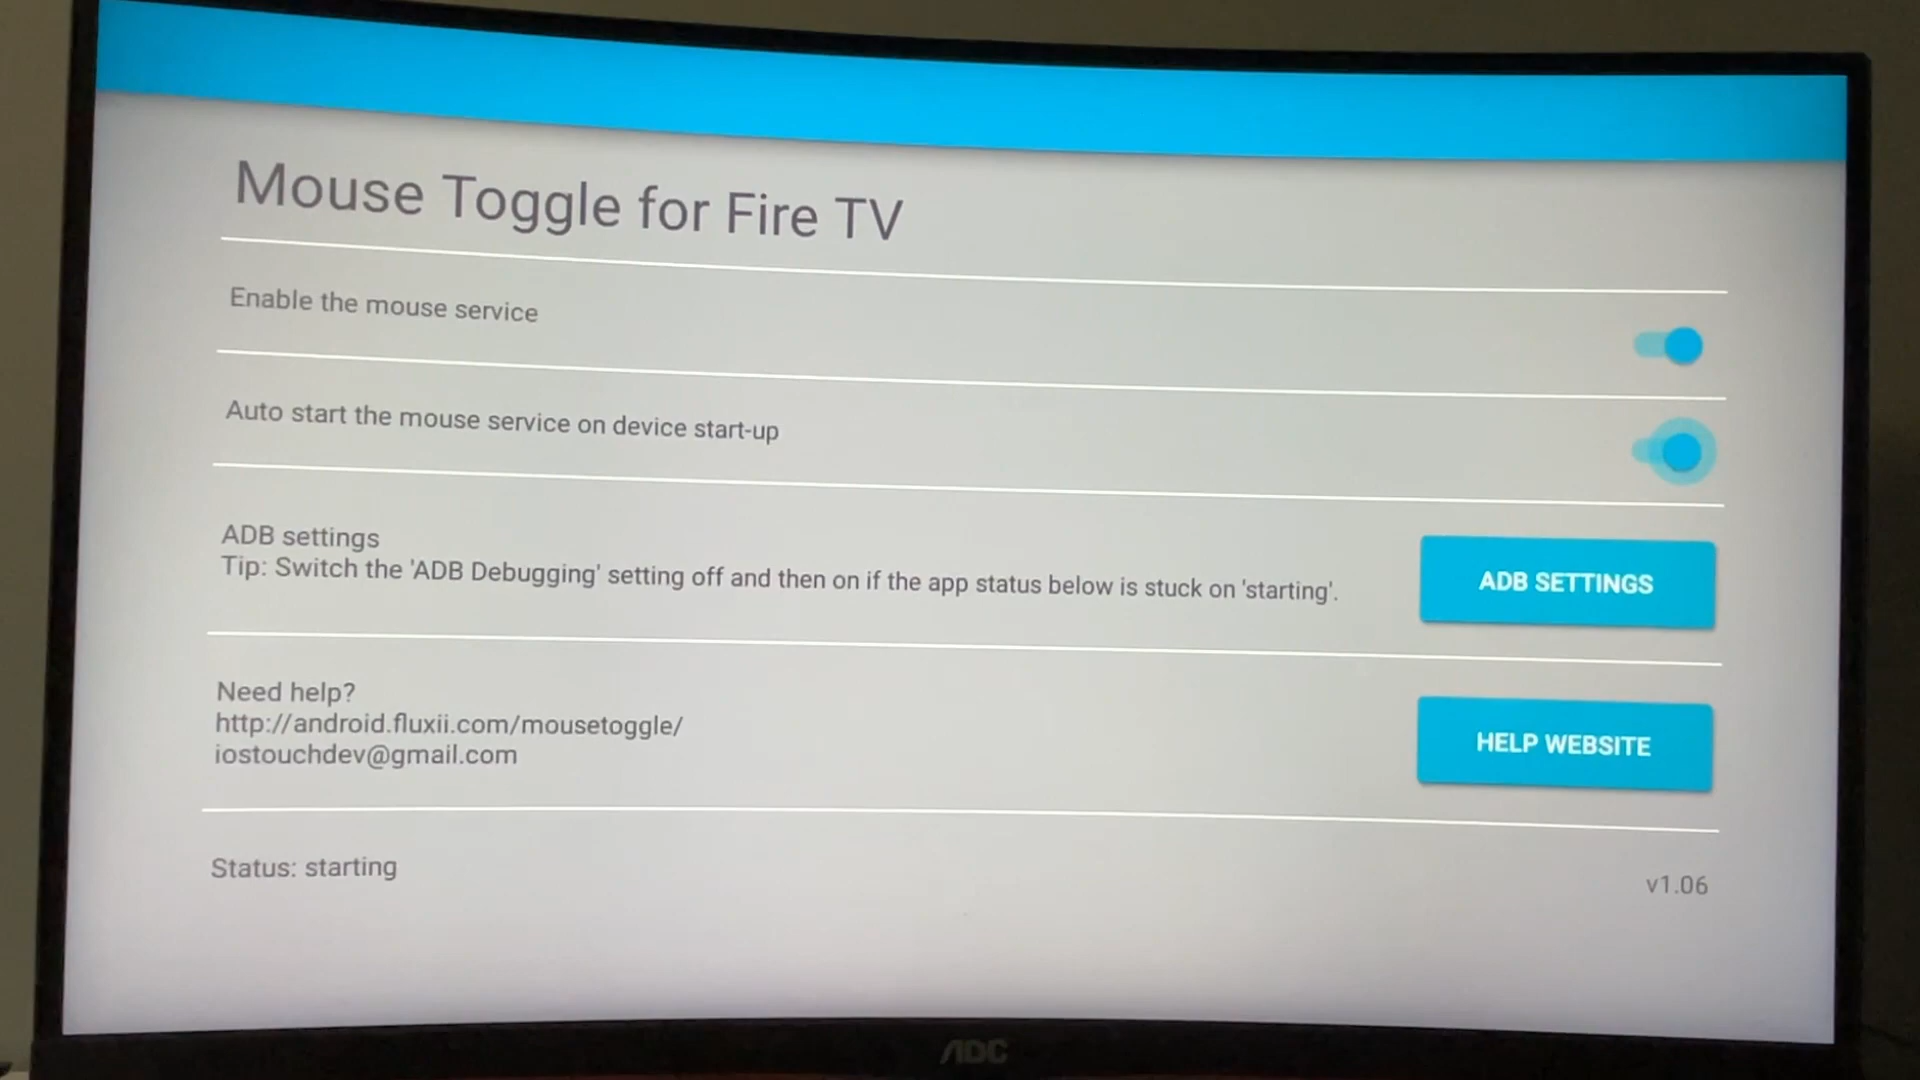 Mouse Toggle for Fire TV
Enable the mouse service
Auto start the mouse service on device start-up
ADB settings
Tip: Switch the 'ADB Debugging' setting off and then on if the app status below is stuck on 'starting'.
ADB SETTINGS
Need help?
http://android.fluxii.com/mousetoggle/
iostouchdev@gmail.com
HELP WEBSITE
Status: starting
v1.06
AOC